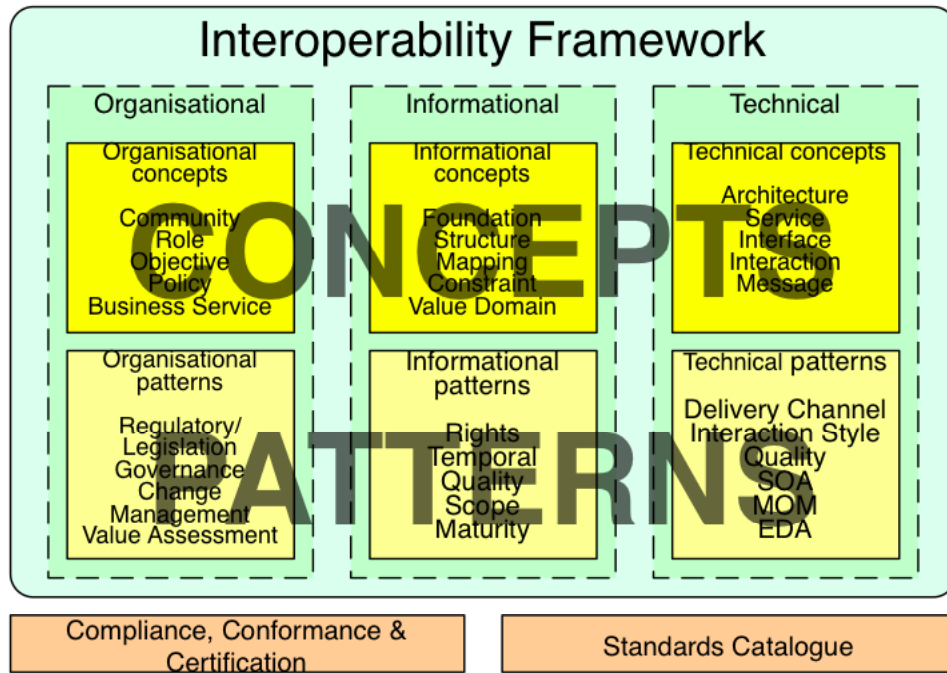 Interoperability Framework
Organisational
Organisational
concepts
Community
Role
Objective
Policy
Business Service
Organisational
patterns
Regulatory/
Legislation
Governance
Change
Management
Value Assessment
Informational
Informational
concepts
Foundation
Structure
Mapping
Constraint
Value Domain
Informational
patterns
Rights
Temporal
Quality
Scope
Maturity
Technical
Technical concepts
Architecture
Service
Interface
Interaction
Message
Technical patterns
Delivery Channel
Interaction Style
Quality
SOA
MOM
EDA
CONCEPTS
PATTERNS
Compliance, Conformance &
Certification
Standards Catalogue